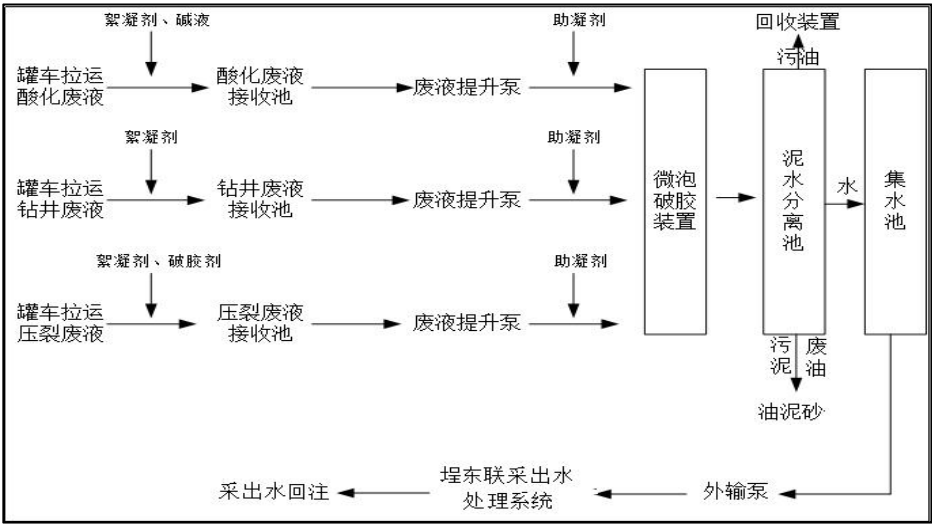 絮凝剂、碱液
助凝剂
回收装置
污油
罐车拉运
酸化废液
酸化废液
接收池
废液提升泵
絮凝剂
助凝剂
罐车拉运
钻井废液
钻井废液
接收池
废液提升泵
微泡
破胶
装置
泥
水
分
离
池
水
集
水
池
絮凝剂、破胶剂
助凝剂
罐车拉运
压裂废液
压裂废液
接收池
废液提升泵
污
泥
废
油
油泥砂
采出水回注
埕东联采出水
处理系统
外输泵